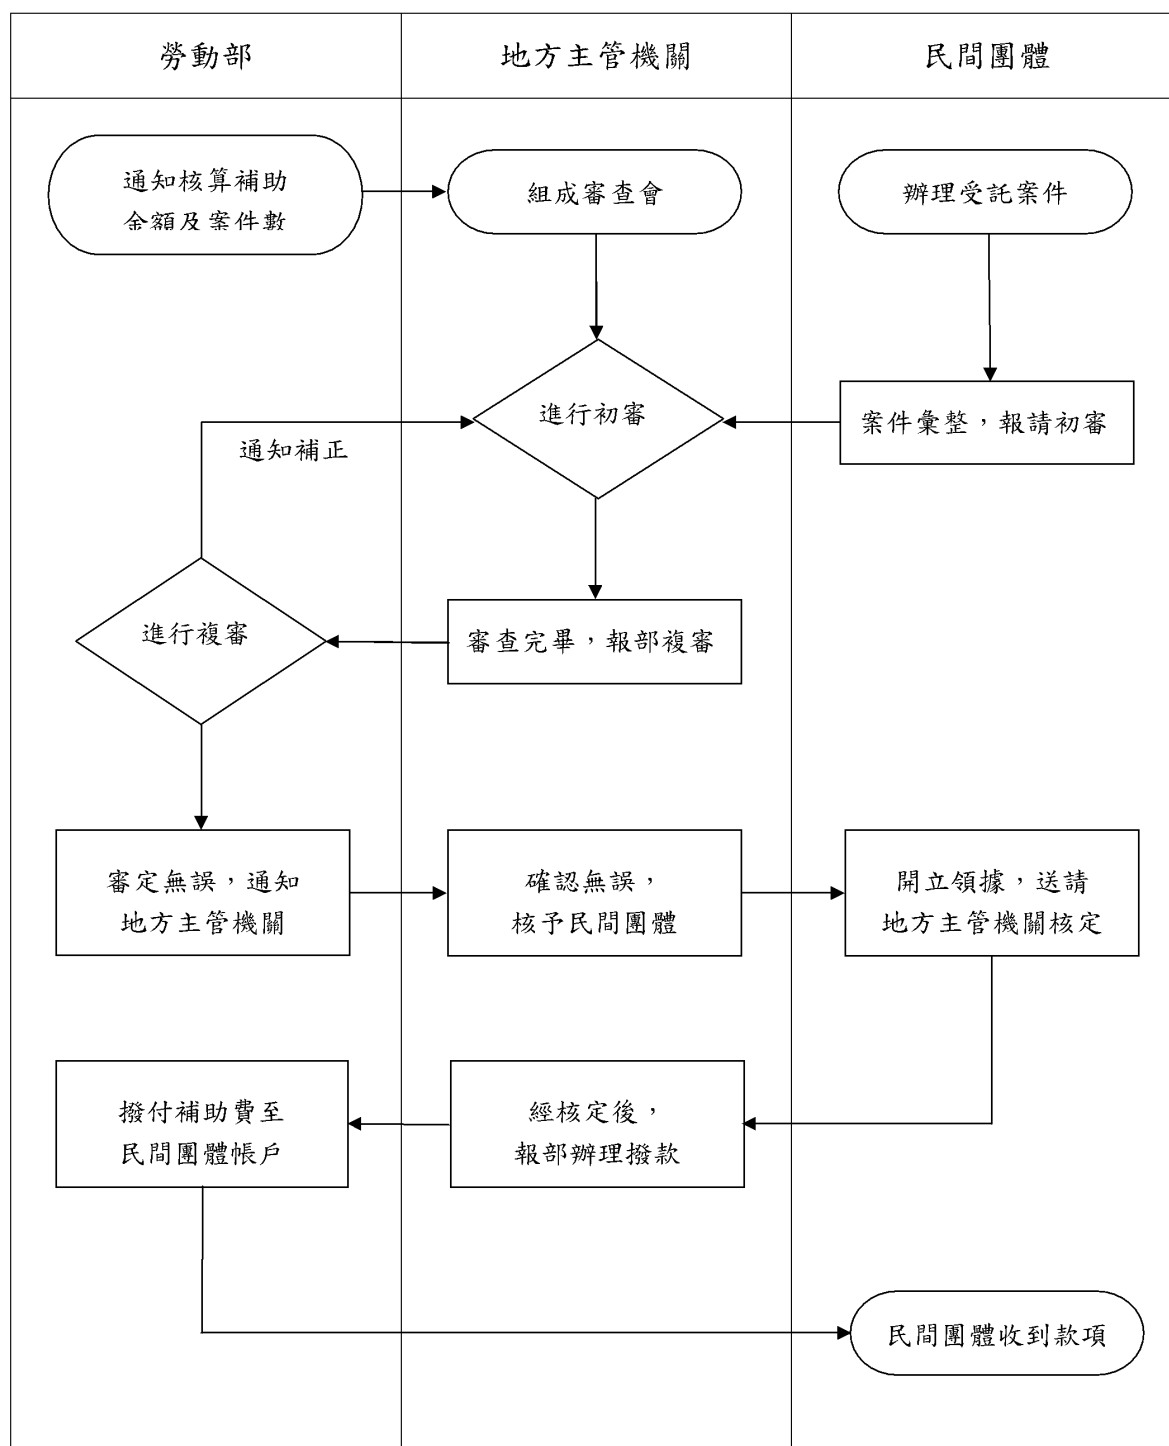 勞動部
地方主管機關
民間團體
通知核算補助
金額及案件數
組成審查會
辦理受託案件
進行初審
案件彙整，報請初審
通知補正
進行複審
審查完畢，報部複審
審定無誤，通知
地方主管機關
確認無誤，
核予民間團體
開立領據，送請
地方主管機關核定
撥付補助費至
民間團體帳戶
經核定後，
報部辦理撥款
民間團體收到款項